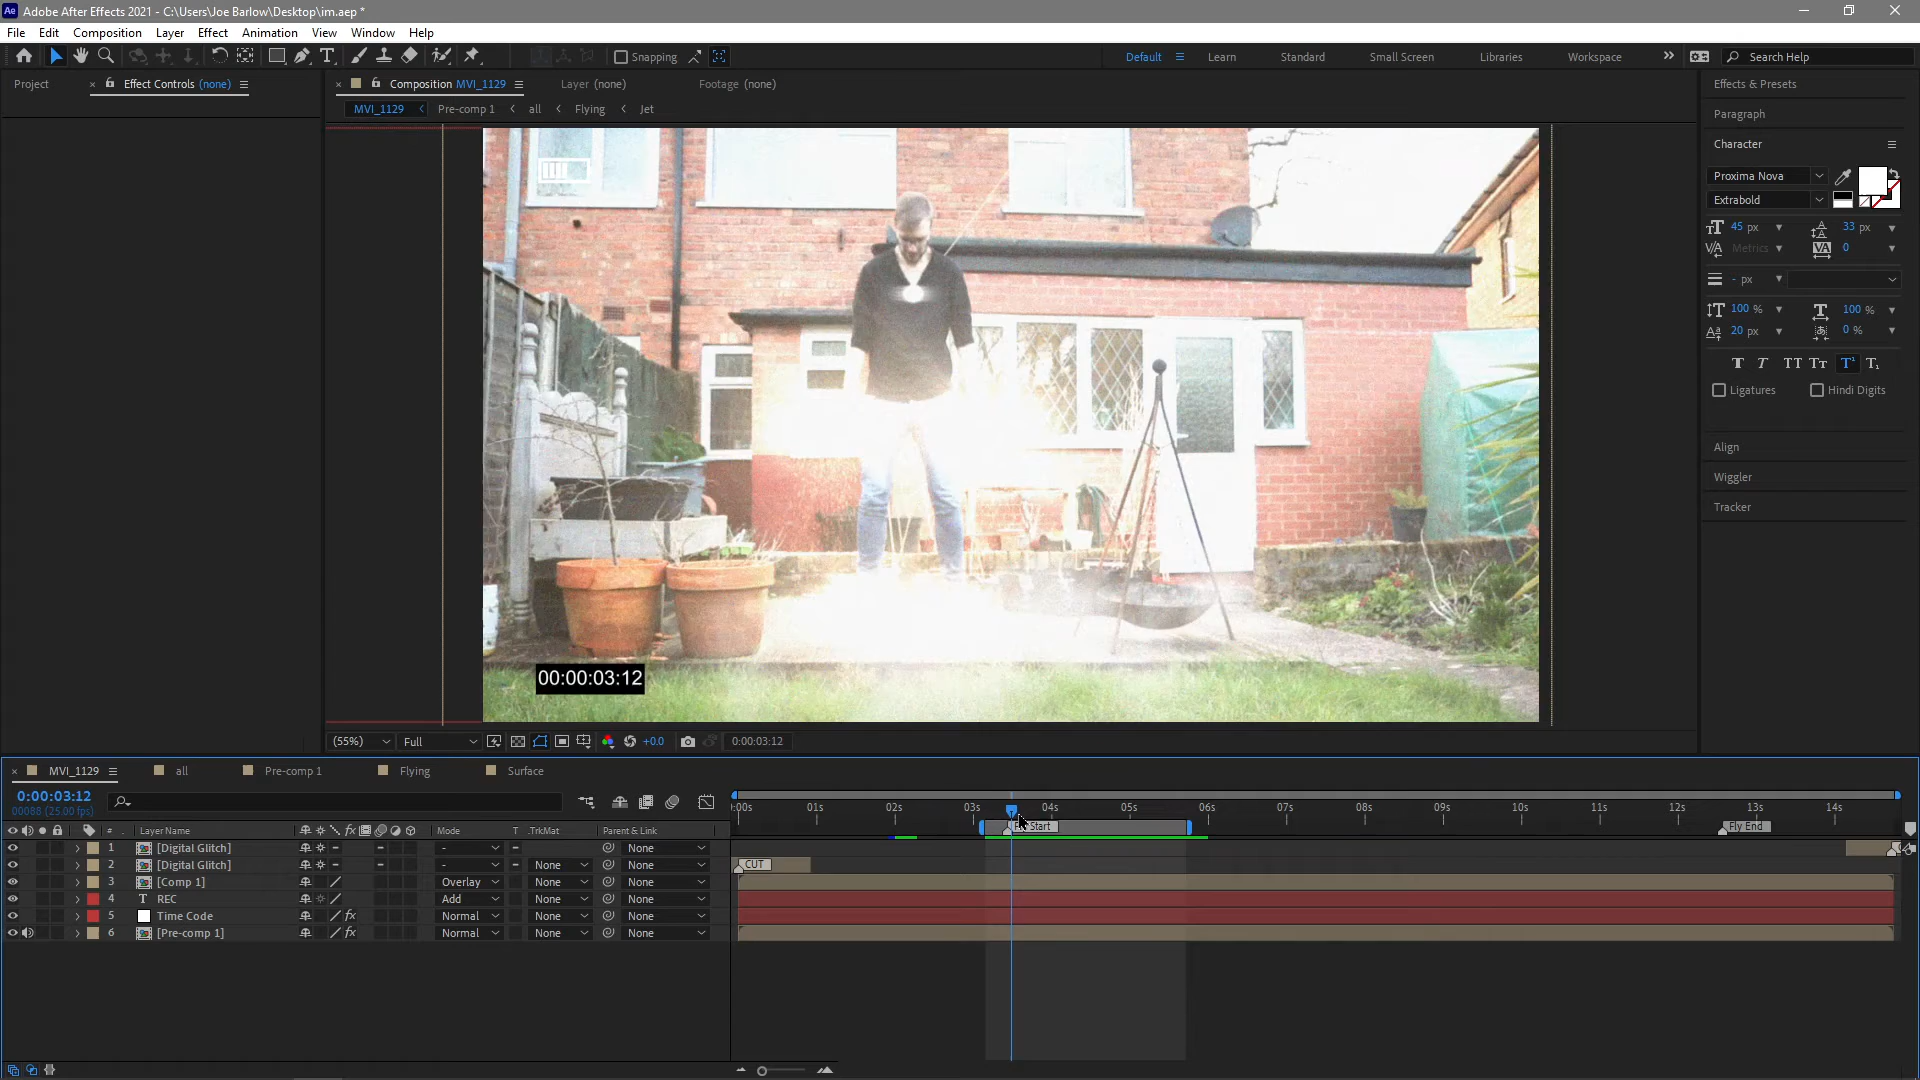 Adobe After Effects 2021 - C:\Users\Joe Barlow\Desktop\im.aep *
File Edit Composition Layer Effect Animation View Window Help
Snapping Default Learn Standard Small Screen Libraries Workspace Search Help
Project Effect Controls (none) Composition MVI_1129 Layer (none) Footage (none)
MVI_1129 Pre-comp 1 all Flying Jet
00:00:03:12
(55%) Full +0.0 0:00:03:12
Effects & Presets
Paragraph
Character
Proxima Nova
Extrabold
45 px 33 px
Metrics 0
- px
100 % 100 %
20 px 0 %
Ligatures Hindi Digits
Align
Wiggler
Tracker
MVI_1129 all Pre-comp 1 Flying Surface
0:00:03:12
00088 (25.00 fps)
:00s 01s 02s 03s 04s 05s 06s 07s 08s 09s 10s 11s 12s 13s 14s
Start Fly End
# Layer Name Mode T .TrkMat Parent & Link
1 [Digital Glitch] - None
2 [Digital Glitch] - None None CUT
3 [Comp 1] Overlay None None
4 REC Add None None
5 Time Code Normal None None
6 [Pre-comp 1] Normal None None